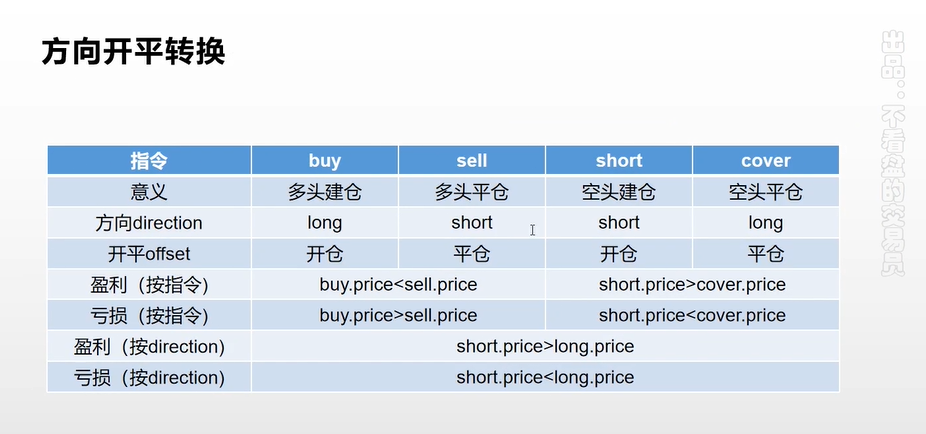 方向开平转换
指令 buy sell short cover
意义 多头建仓 多头平仓 空头建仓 空头平仓
方向direction long short short long
开平offset 开仓 平仓 开仓 平仓
盈利（按指令） buy.price<sell.price short.price>cover.price
亏损（按指令） buy.price>sell.price short.price<cover.price
盈利（按direction) short.price>long.price
亏损（按direction) short.price<long.price
出品：不看盘的交易员